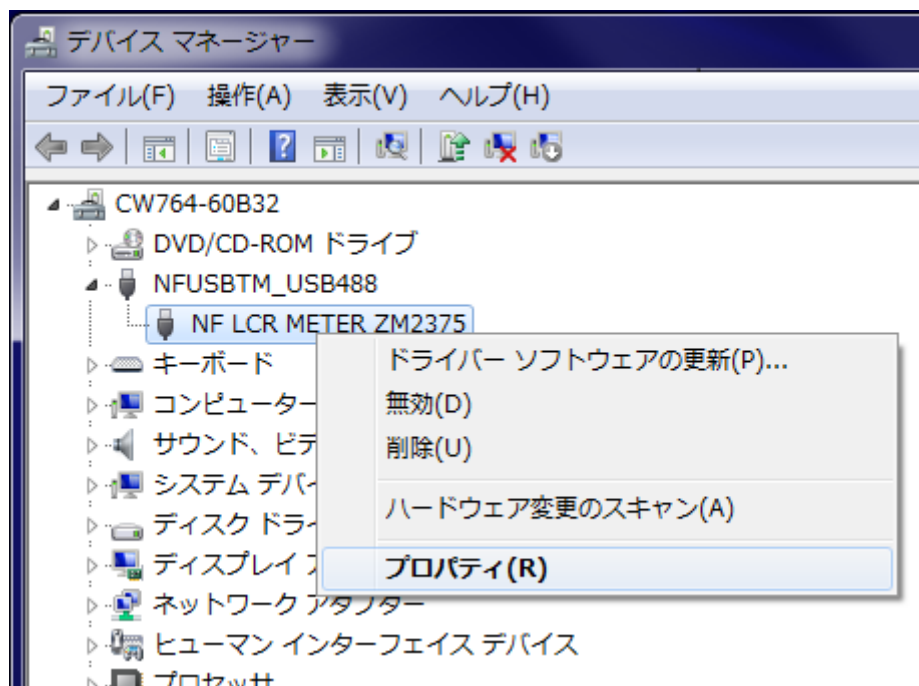 デバイス マネージャー
ファイル(F) 操作(A) 表示(V) ヘルプ(H)
CW764-60B32
DVD/CD-ROM ドライブ
NFUSBTM_USB488
NF LCR METER ZM2375
キーボード
コンピューター
サウンド、ビデ
システム デバイ
ディスク ドライ
ディスプレイ ア
ネットワーク アダプター
ヒューマン インターフェイス デバイス
プロセッサ
ドライバー ソフトウェアの更新(P)...
無効(D)
削除(U)
ハードウェア変更のスキャン(A)
プロパティ(R)